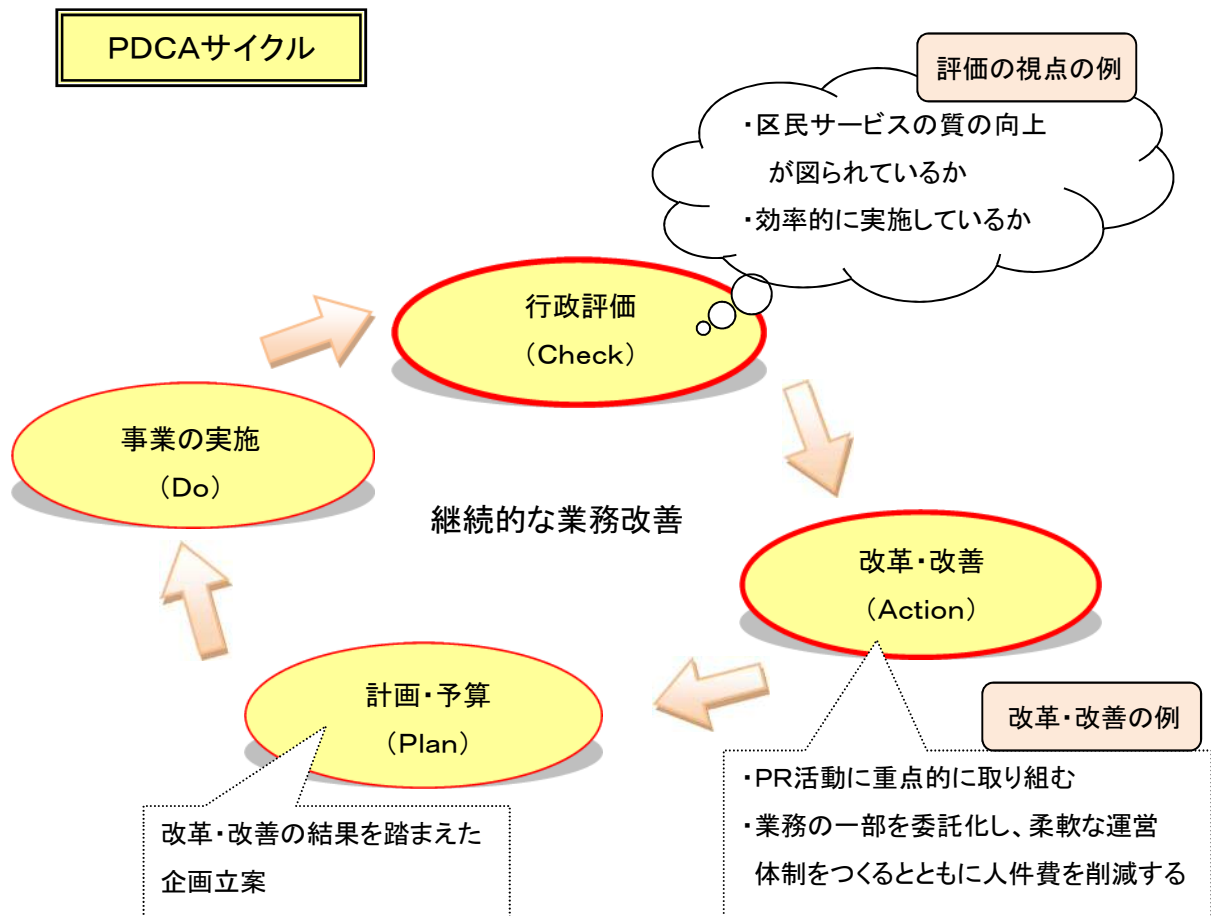 PDCAサイクル
評価の視点の例
・区民サービスの質の向上
が図られているか
・効率的に実施しているか
行政評価
（Check）
事業の実施
（Do）
継続的な業務改善
改革・改善
（Action）
計画・予算
（Plan）
改革・改善の例
・PR活動に重点的に取り組む
・業務の一部を委託化し、柔軟な運営
体制をつくるとともに人件費を削減する
改革・改善の結果を踏まえた
企画立案